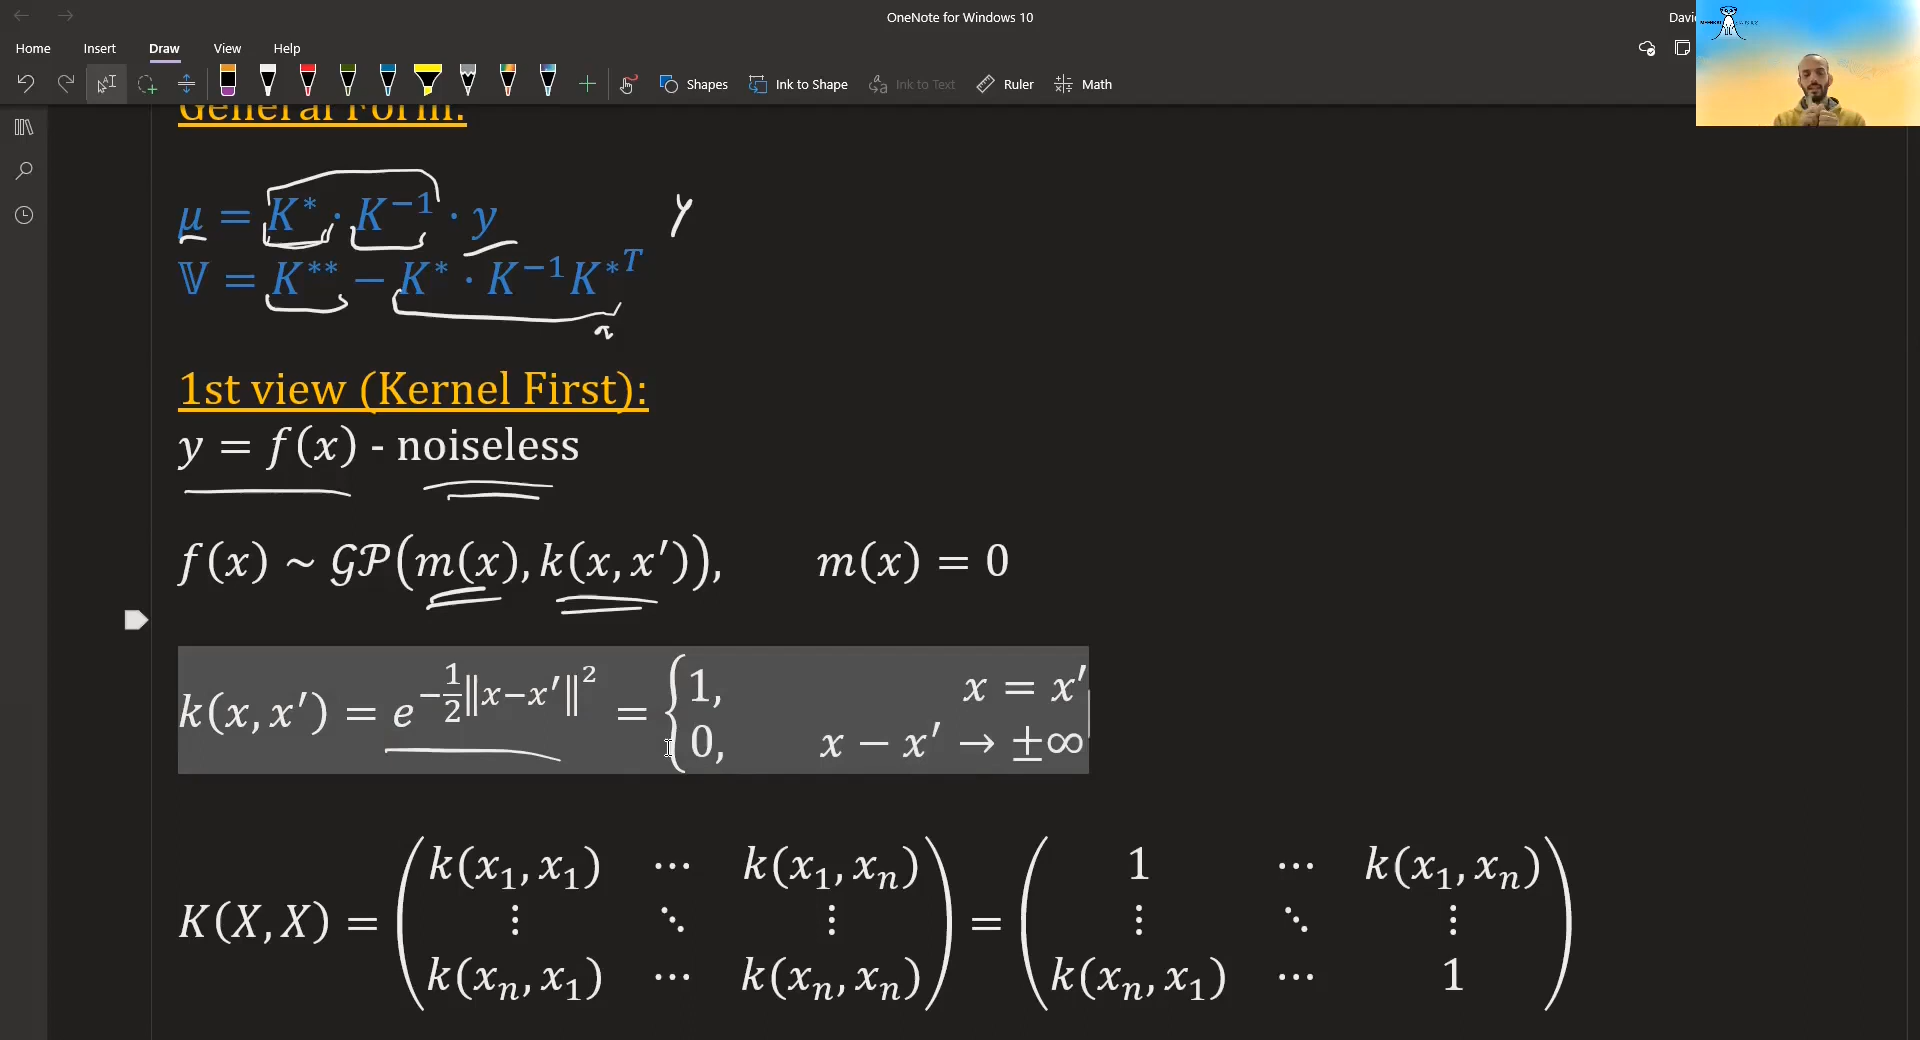 OneNote for Windows 10
Home Insert Draw View Help
Shapes Ink to Shape Ink to Text Ruler Math
General Form:
μ = K* · K⁻¹ · y
y
𝕍 = K** − K* · K⁻¹K*ᵀ
1st view (Kernel First):
y = f(x) - noiseless
f(x) ~ 𝒢𝒫(m(x), k(x, x′)), m(x) = 0
k(x, x′) = e^(−1/2 ‖x−x′‖²) = { 1, x = x′
0, x − x′ → ±∞
K(X, X) = ( k(x₁, x₁) ⋯ k(x₁, xₙ) ) = ( 1 ⋯ k(x₁, xₙ) )
⋮ ⋱ ⋮ ⋮ ⋱ ⋮
k(xₙ, x₁) ⋯ k(xₙ, xₙ) k(xₙ, x₁) ⋯ 1